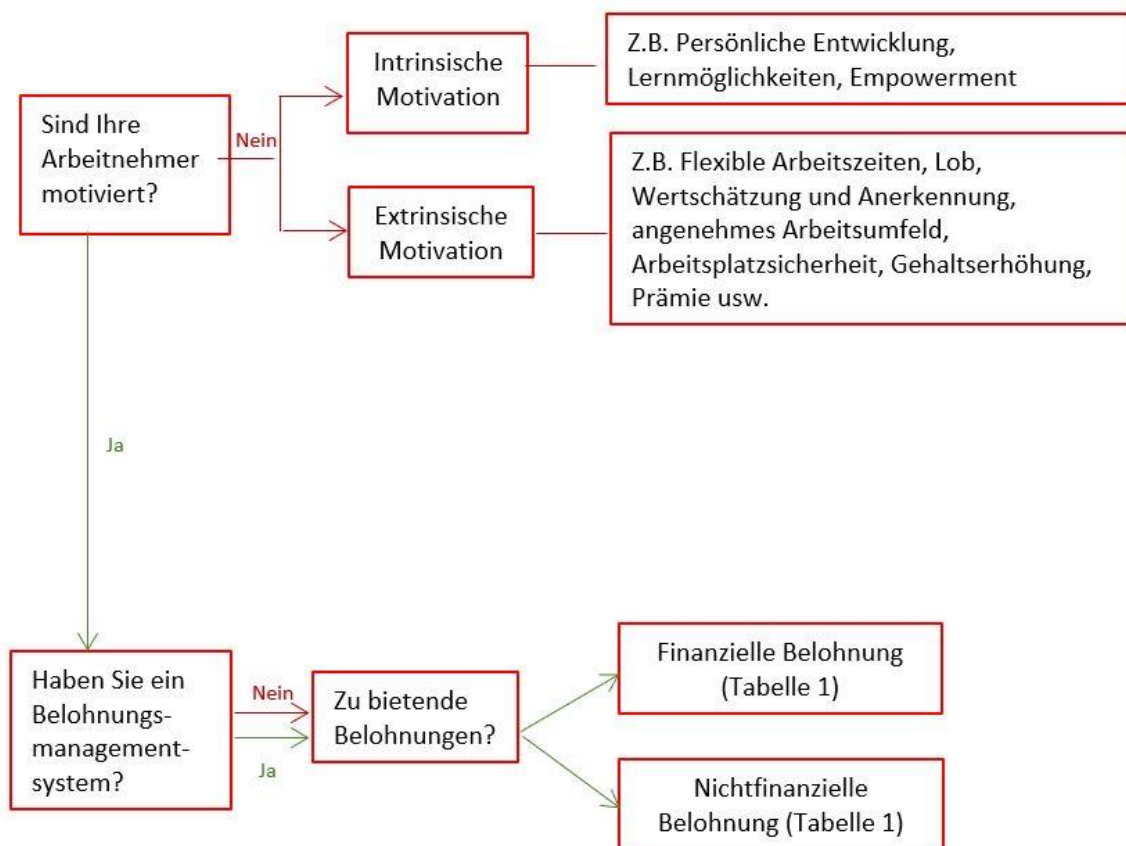 Sind Ihre
Arbeitnehmer
motiviert?
Nein
Intrinsische
Motivation
Z.B. Persönliche Entwicklung,
Lernmöglichkeiten, Empowerment
Extrinsische
Motivation
Z.B. Flexible Arbeitszeiten, Lob,
Wertschätzung und Anerkennung,
angenehmes Arbeitsumfeld,
Arbeitsplatzsicherheit, Gehaltserhöhung,
Prämie usw.
Ja
Haben Sie ein
Belohnungs-
management-
system?
Nein
Ja
Zu bietende
Belohnungen?
Finanzielle Belohnung
(Tabelle 1)
Nichtfinanzielle
Belohnung (Tabelle 1)